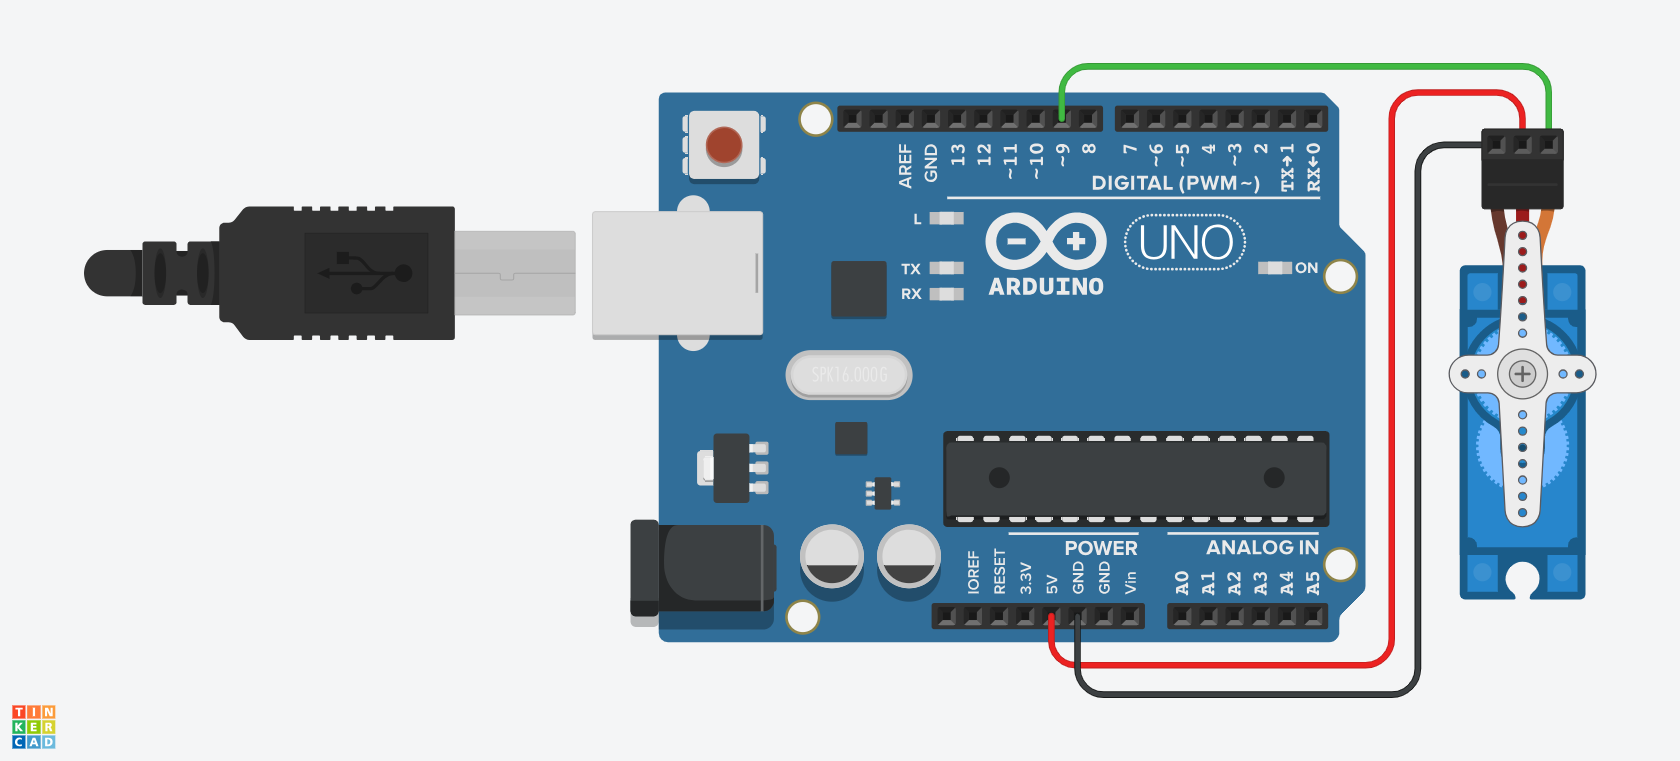 AREF
GND
13
12
~11
~10
~9
8
7
~6
~5
4
~3
2
TX→1
RX←0
DIGITAL (PWM~)
L
TX
RX
ARDUINO
UNO
ON
SPK16.000G
POWER
ANALOG IN
IOREF
RESET
3.3V
5V
GND
GND
Vin
A0
A1
A2
A3
A4
A5
TIN
KER
CAD